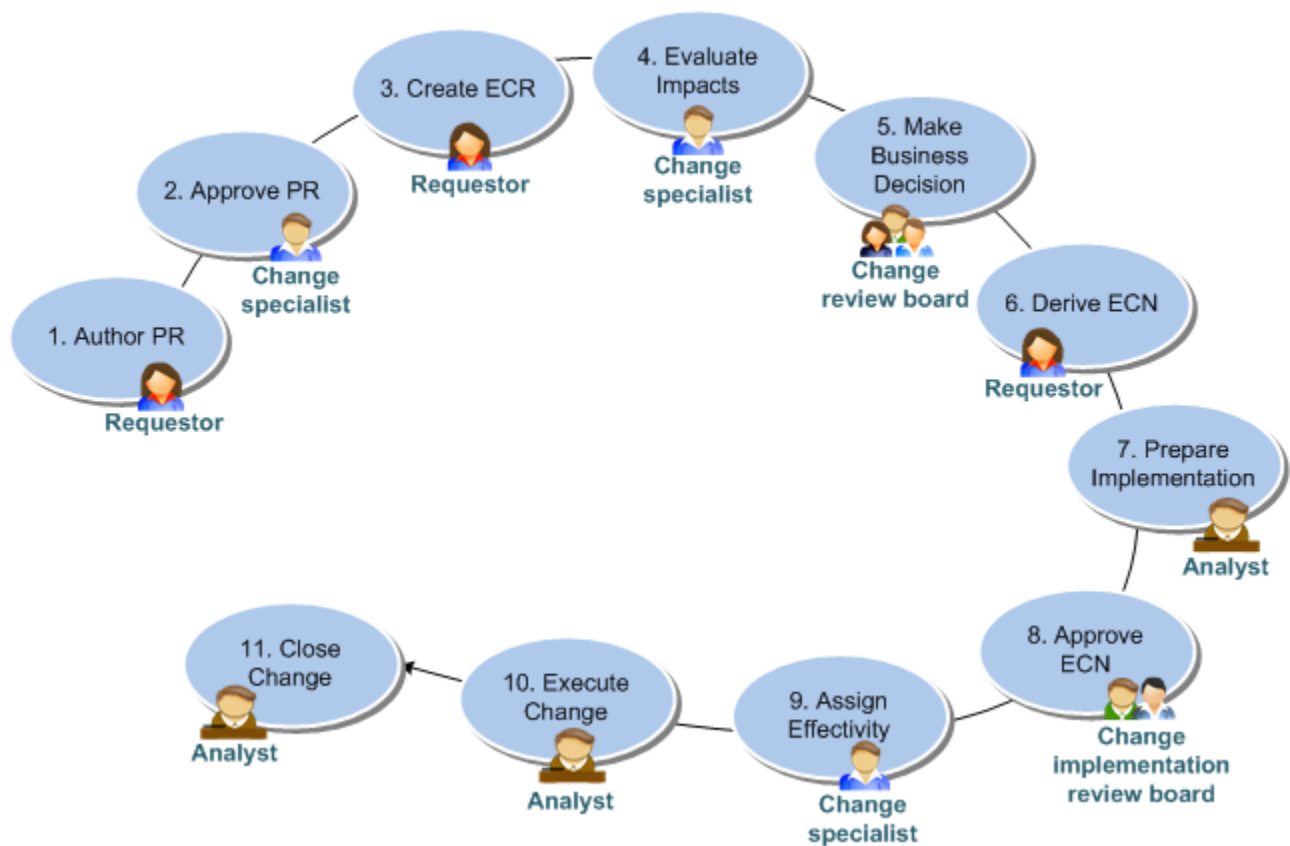 1. Author PR
Requestor
2. Approve PR
Change
specialist
3. Create ECR
Requestor
4. Evaluate
Impacts
Change
specialist
5. Make
Business
Decision
Change
review board
6. Derive ECN
Requestor
7. Prepare
Implementation
Analyst
8. Approve
ECN
Change
implementation
review board
9. Assign
Effectivity
Change
specialist
10. Execute
Change
Analyst
11. Close
Change
Analyst